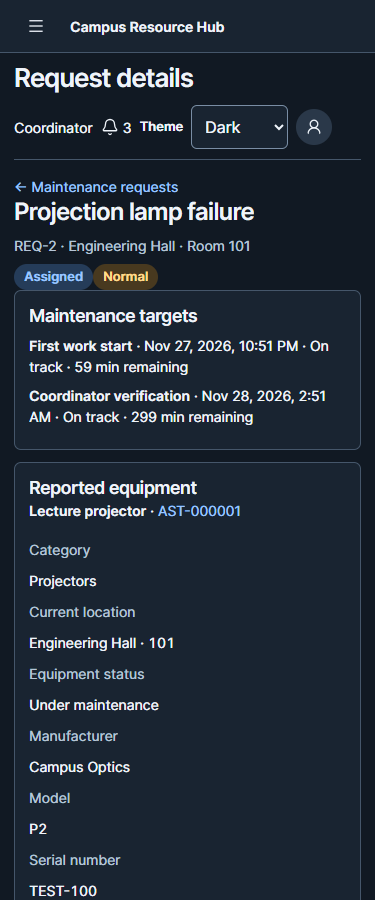 Campus Resource Hub
Request details
Coordinator 3 Theme Dark
← Maintenance requests
Projection lamp failure
REQ-2 · Engineering Hall · Room 101
Assigned Normal
Maintenance targets
First work start · Nov 27, 2026, 10:51 PM · On
track · 59 min remaining
Coordinator verification · Nov 28, 2026, 2:51
AM · On track · 299 min remaining
Reported equipment
Lecture projector · AST-000001
Category
Projectors
Current location
Engineering Hall · 101
Equipment status
Under maintenance
Manufacturer
Campus Optics
Model
P2
Serial number
TEST-100